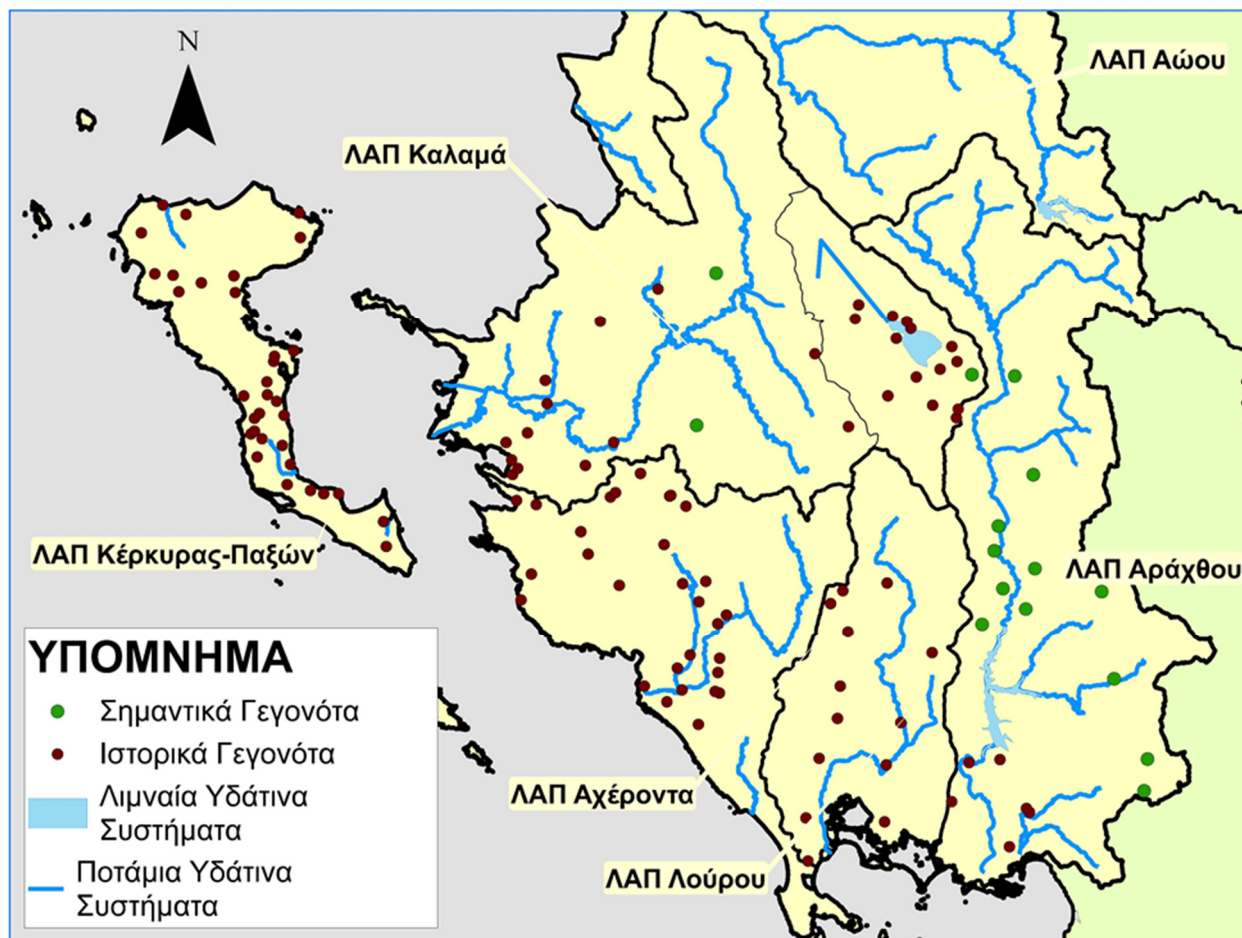 N
ΛΑΠ Αώου
ΛΑΠ Καλαμά
ΛΑΠ Κέρκυρας-Παξών
ΛΑΠ Αράχθου
ΛΑΠ Αχέροντα
ΛΑΠ Λούρου
ΥΠΟΜΝΗΜΑ
Σημαντικά Γεγονότα
Ιστορικά Γεγονότα
Λιμναία Υδάτινα
Συστήματα
Ποτάμια Υδάτινα
Συστήματα